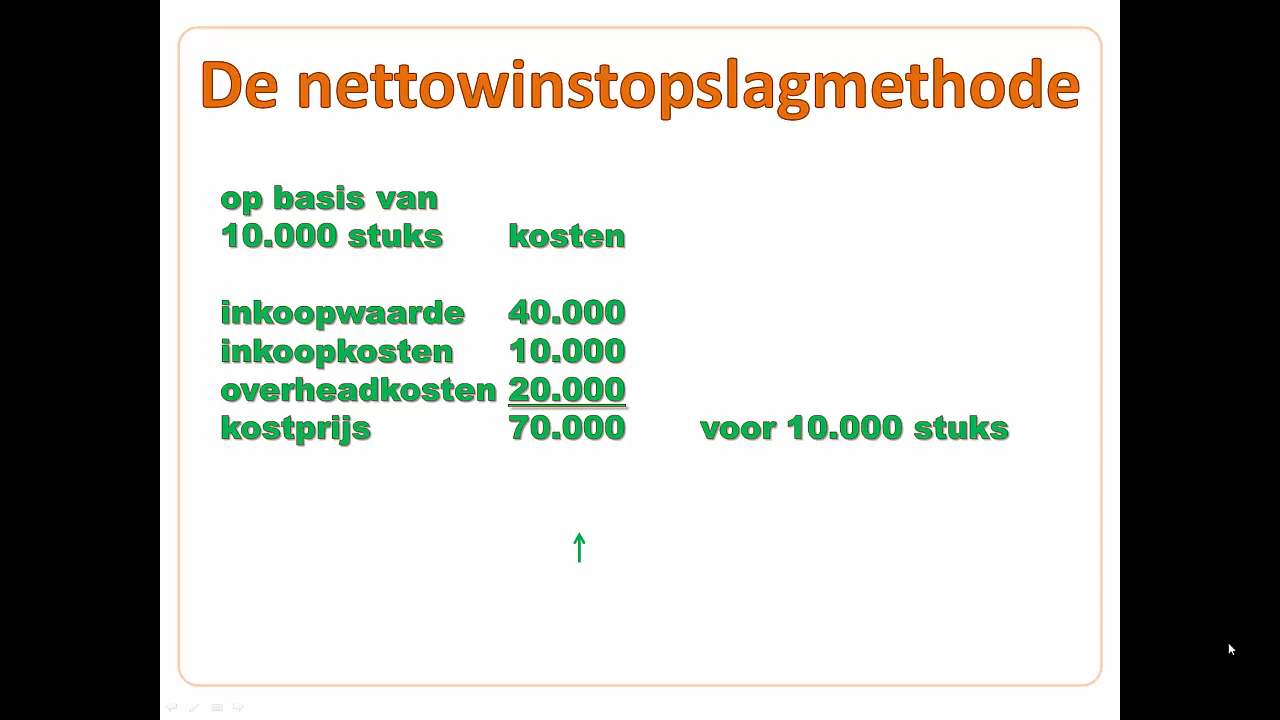 De nettowinstopslagmethode
op basis van
10.000 stuks kosten
inkoopwaarde 40.000
inkoopkosten 10.000
overheadkosten 20.000
kostprijs 70.000 voor 10.000 stuks